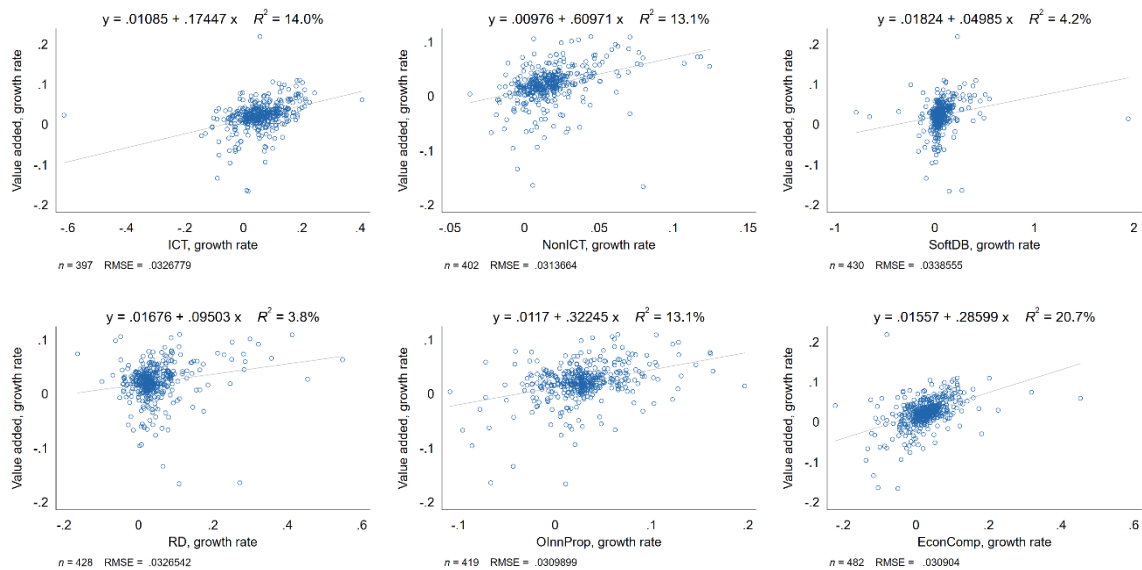 y = .01085 + .17447 x R² = 14.0%
.2
.1
0
-.1
-.2
Value added, growth rate
-.6 -.4 -.2 0 .2 .4
ICT, growth rate
n = 397 RMSE = .0326779
y = .00976 + .60971 x R² = 13.1%
.1
0
-.1
-.2
Value added, growth rate
-.05 0 .05 .1 .15
NonICT, growth rate
n = 402 RMSE = .0313664
y = .01824 + .04985 x R² = 4.2%
.2
.1
0
-.1
-.2
Value added, growth rate
-1 0 1 2
SoftDB, growth rate
n = 430 RMSE = .0338555
y = .01676 + .09503 x R² = 3.8%
.1
0
-.1
-.2
Value added, growth rate
-.2 0 .2 .4 .6
RD, growth rate
n = 428 RMSE = .0326542
y = .0117 + .32245 x R² = 13.1%
.1
0
-.1
-.2
Value added, growth rate
-.1 0 .1 .2
OInnProp, growth rate
n = 419 RMSE = .0309899
y = .01557 + .28599 x R² = 20.7%
.2
.1
0
-.1
-.2
Value added, growth rate
-.2 0 .2 .4 .6
EconComp, growth rate
n = 482 RMSE = .030904